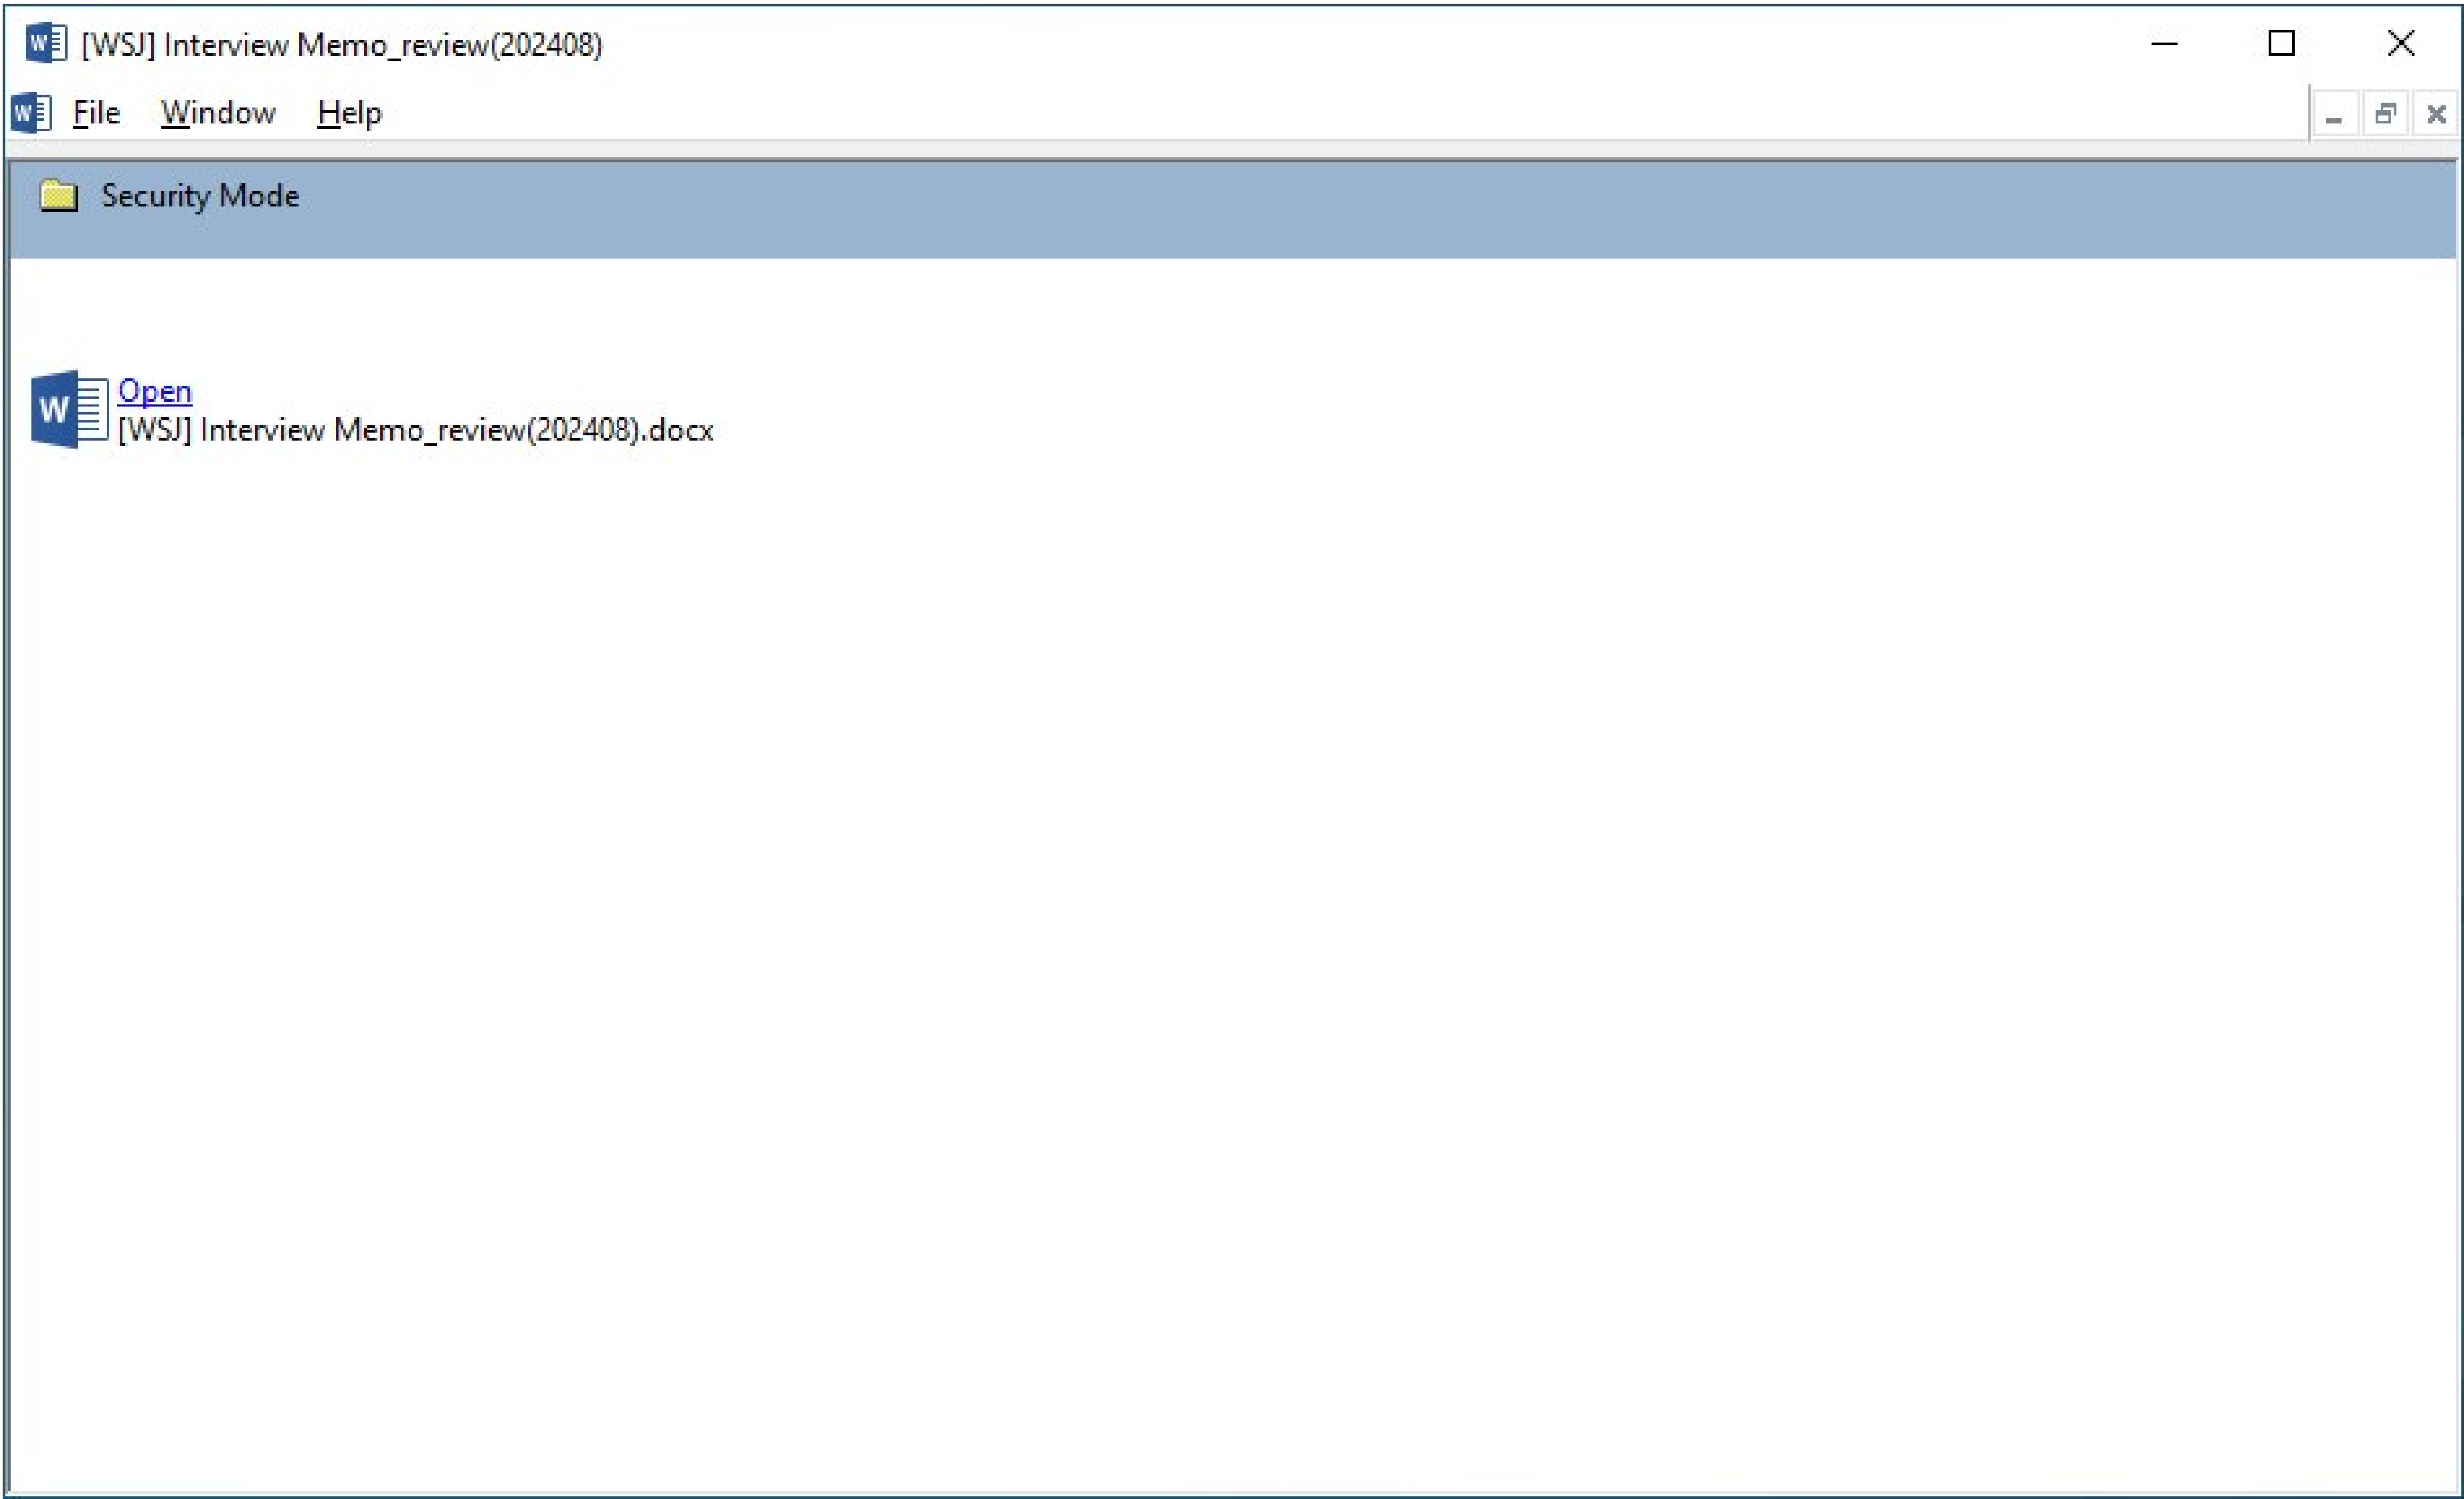 [WSJ] Interview Memo_review(202408)
File Window Help
Security Mode
Open
[WSJ] Interview Memo_review(202408).docx